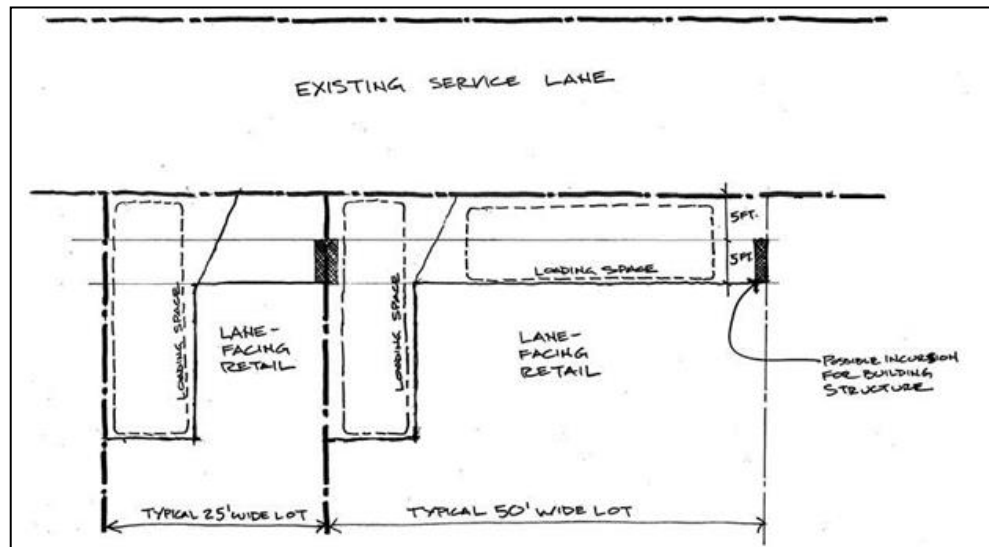 EXISTING SERVICE LANE
5FT.
5FT
LOADING SPACE
LOADING SPACE
LANE-
FACING
RETAIL
LOADING SPACE
LANE-
FACING
RETAIL
POSSIBLE INCURSION
FOR BUILDING
STRUCTURE
TYPICAL 25' WIDE LOT
TYPICAL 50' WIDE LOT